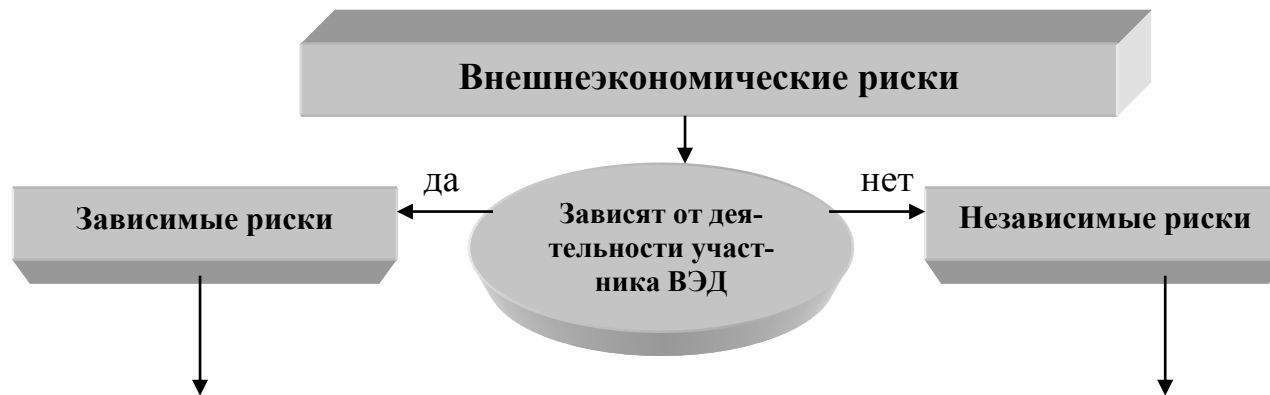 Внешнеэкономические риски
да
нет
Зависимые риски
Зависят от дея-
тельности участ-
ника ВЭД
Независимые риски